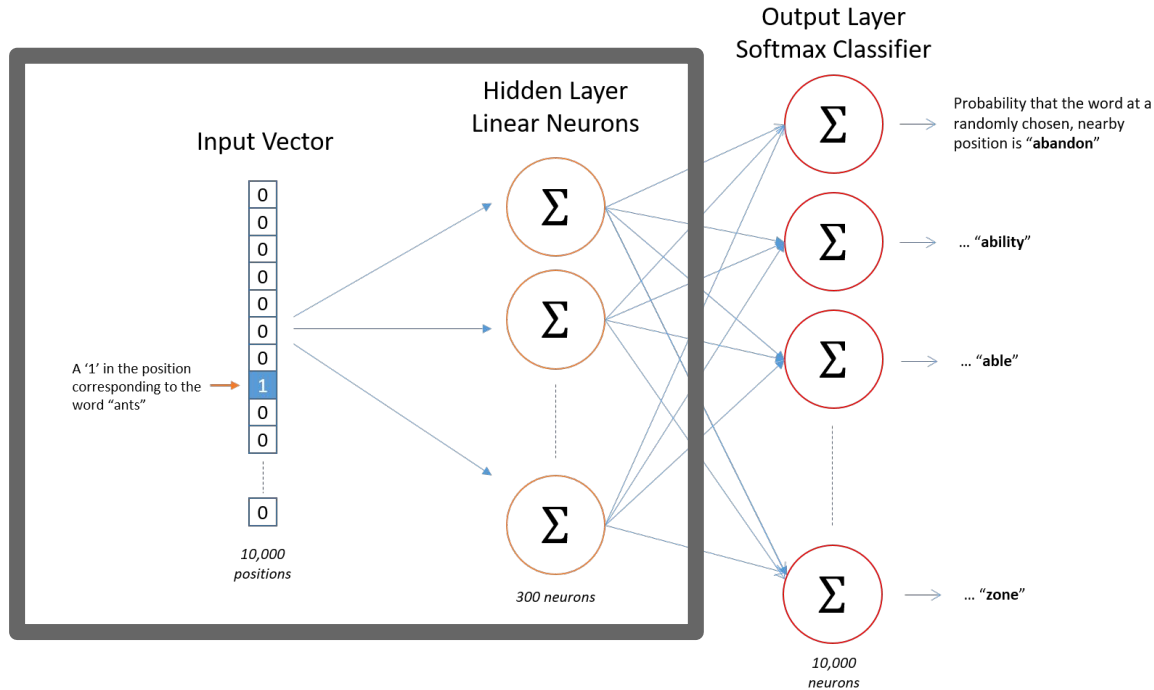 Output Layer
Softmax Classifier
Hidden Layer
Linear Neurons
Input Vector
0
0
0
0
0
0
0
1
0
0
0
A ‘1’ in the position
corresponding to the
word “ants”
10,000
positions
Σ
Σ
Σ
300 neurons
Σ
Σ
Σ
Σ
10,000
neurons
Probability that the word at a
randomly chosen, nearby
position is “abandon”
... “ability”
... “able”
... “zone”